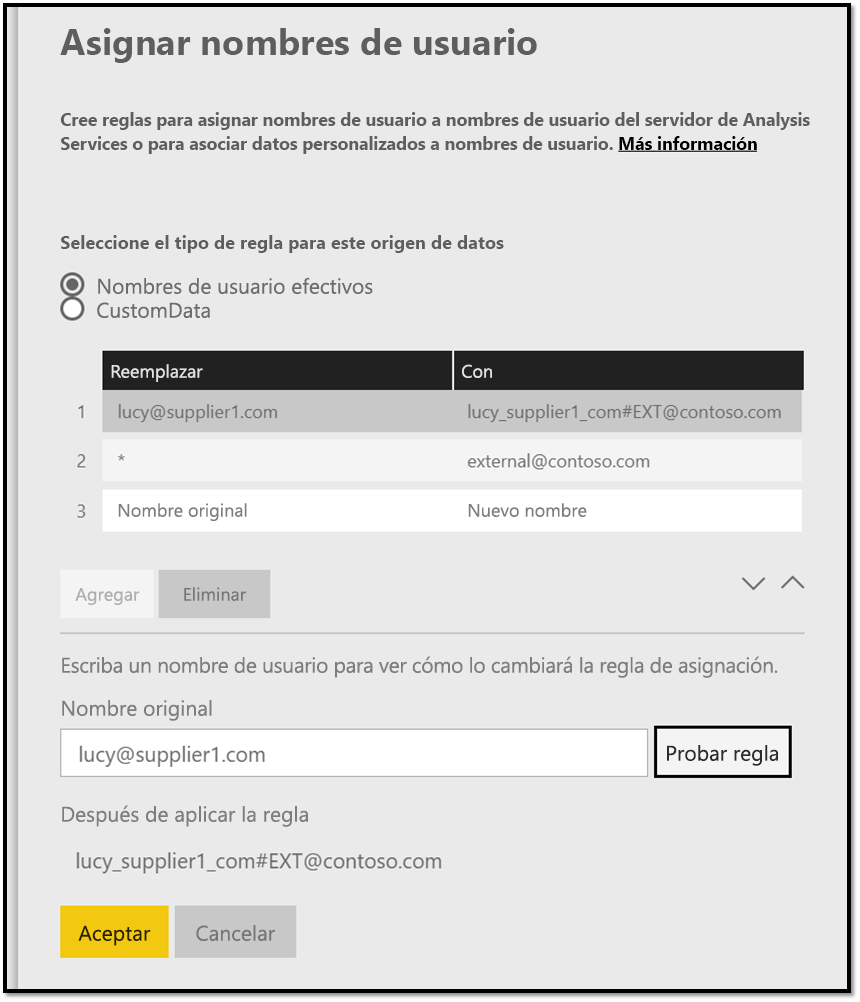 Asignar nombres de usuario
Cree reglas para asignar nombres de usuario a nombres de usuario del servidor de Analysis
Services o para asociar datos personalizados a nombres de usuario. Más información
Seleccione el tipo de regla para este origen de datos
Nombres de usuario efectivos
CustomData
Reemplazar Con
1 lucy@supplier1.com lucy_supplier1_com#EXT@contoso.com
2 * external@contoso.com
3 Nombre original Nuevo nombre
Agregar Eliminar
Escriba un nombre de usuario para ver cómo lo cambiará la regla de asignación.
Nombre original
lucy@supplier1.com Probar regla
Después de aplicar la regla
lucy_supplier1_com#EXT@contoso.com
Aceptar Cancelar